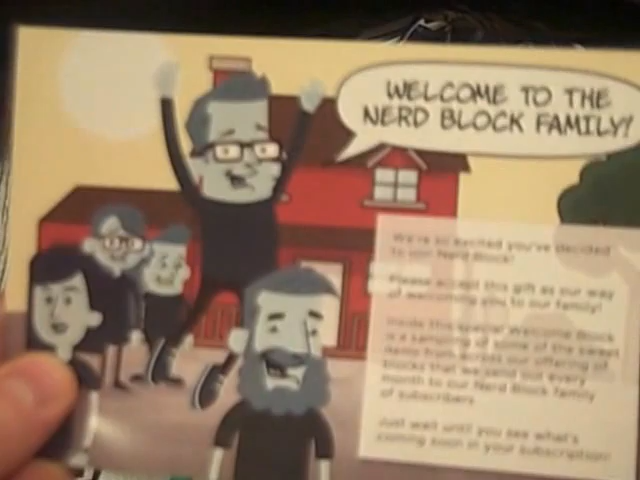 WELCOME TO THE
NERD BLOCK FAMILY!
We're so excited you've decided
to join Nerd Block!
Please accept this gift as our way
of welcoming you to our family!
Inside this special Welcome Block
is a sampling of some of the
items from across our offering of
blocks that we send out every
month to our Nerd Block family
of subscribers.
Just wait until you see what's
coming soon in your subscription!